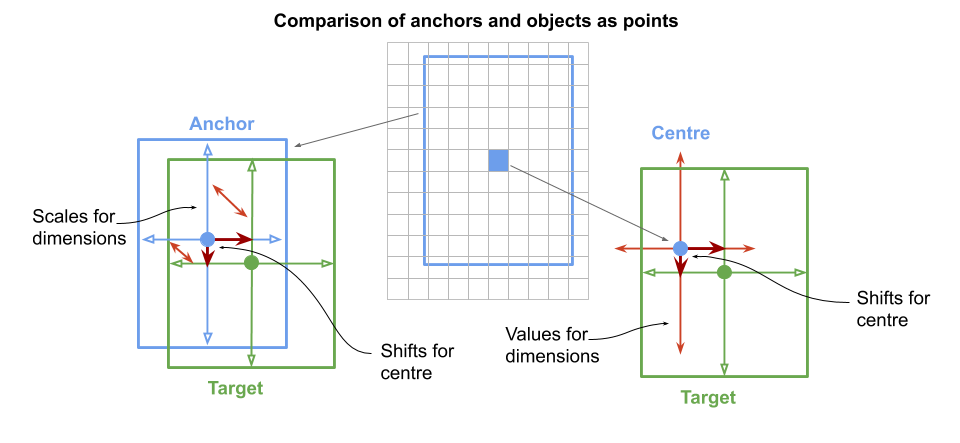 Comparison of anchors and objects as points
Anchor
Centre
Scales for
dimensions
Shifts for
centre
Target
Values for
dimensions
Shifts for
centre
Target